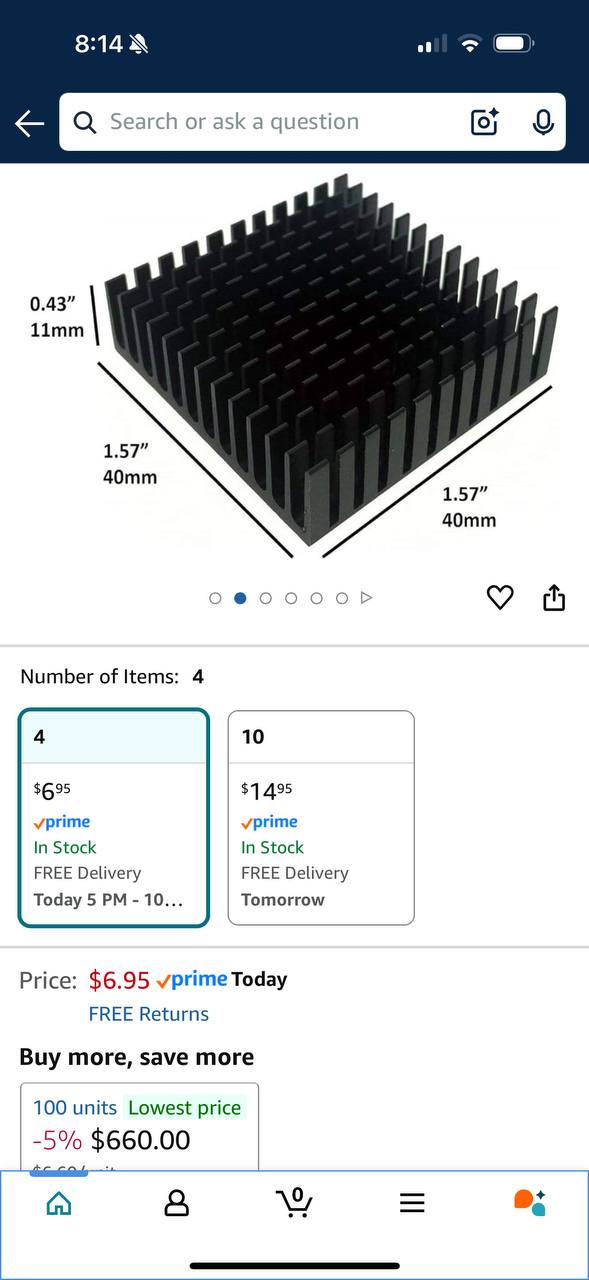 8:14
Search or ask a question
0.43”
11mm
1.57”
40mm
1.57”
40mm
Number of Items: 4
4
$6.95
prime
In Stock
FREE Delivery
Today 5 PM - 10...
10
$14.95
prime
In Stock
FREE Delivery
Tomorrow
Price: $6.95 prime Today
FREE Returns
Buy more, save more
100 units Lowest price
-5% $660.00
0